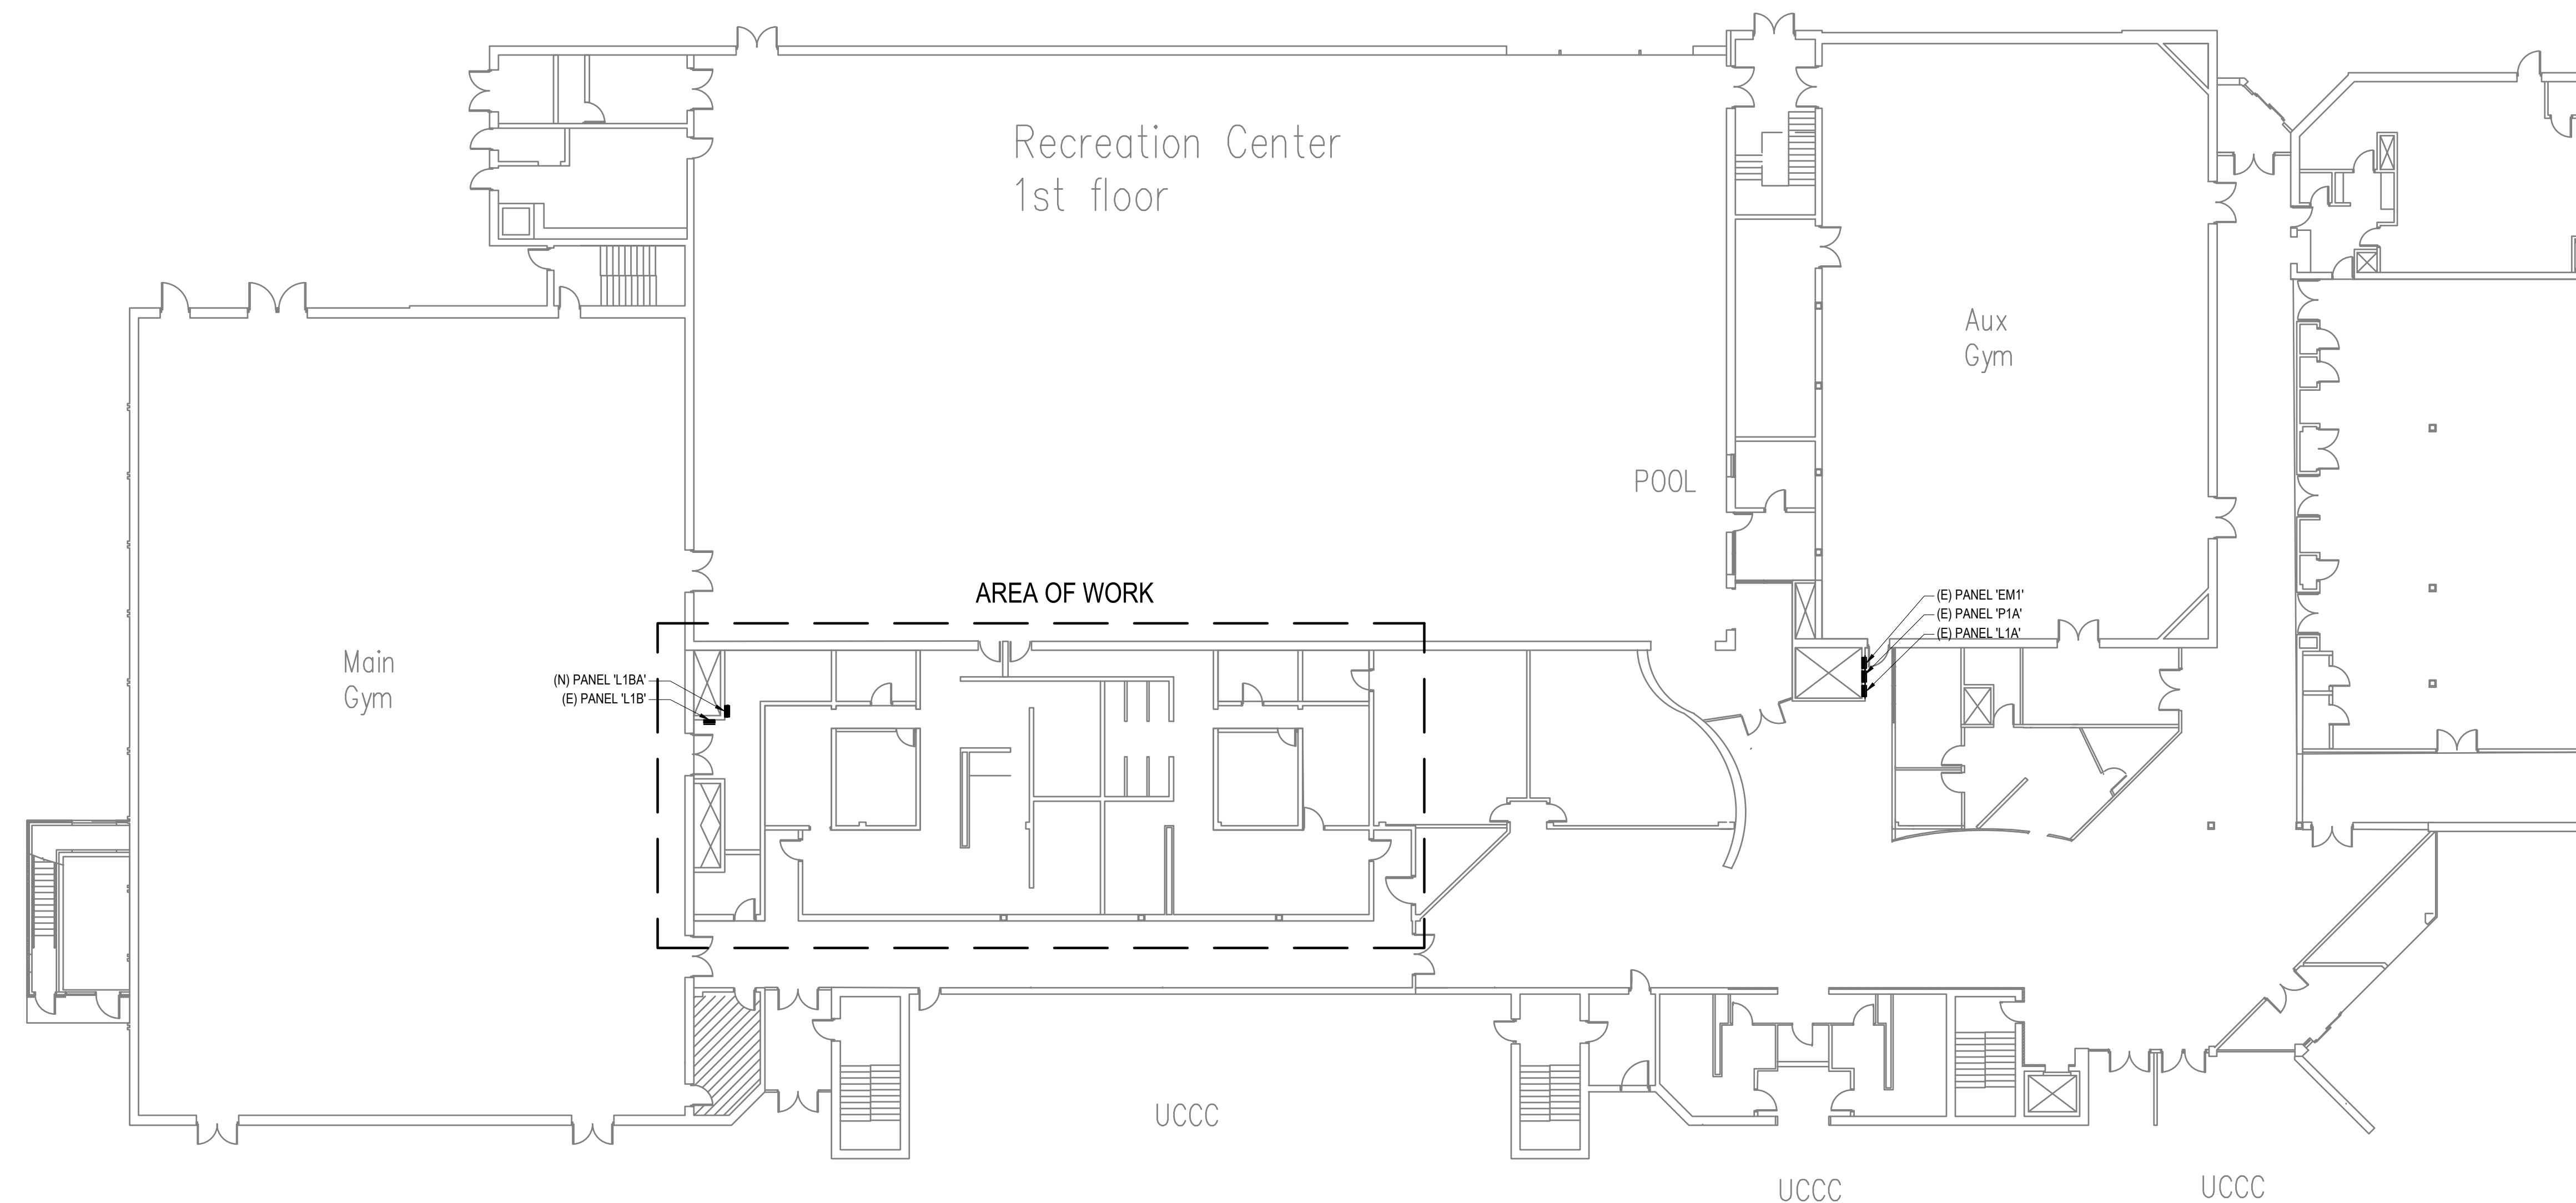 Recreation Center
1st floor
Aux
Gym
POOL
AREA OF WORK
(E) PANEL 'EM1'
(E) PANEL 'P1A'
(E) PANEL 'L1A'
Main
Gym
(N) PANEL 'L1BA'
(E) PANEL 'L1B'
UCCC
UCCC
UCCC